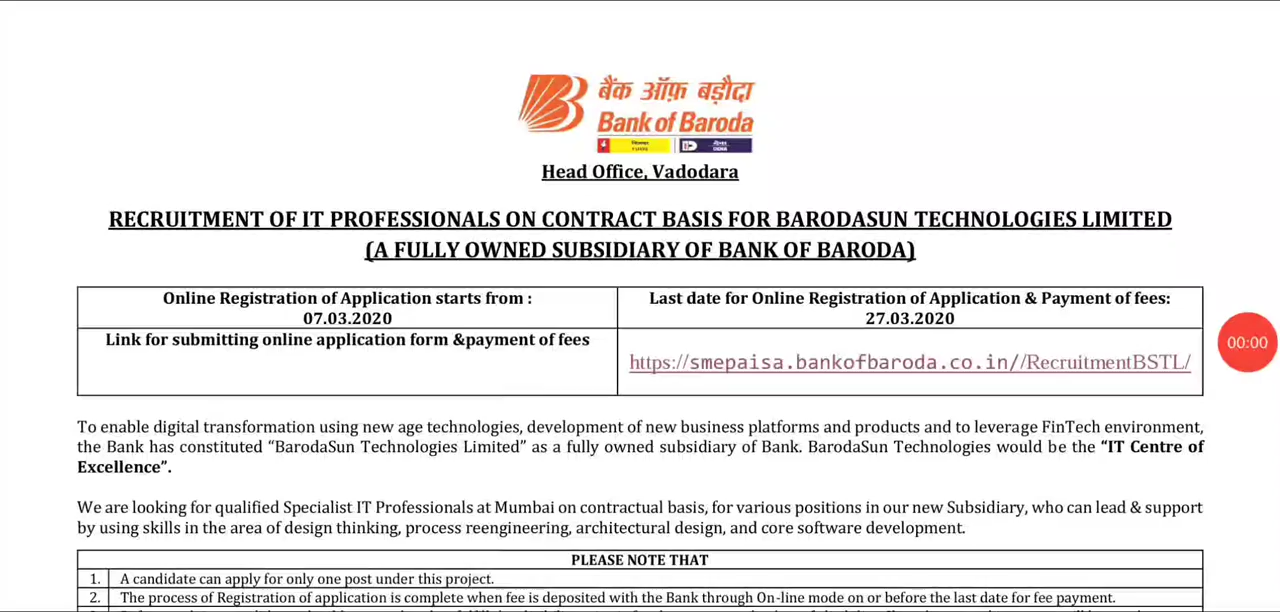 बैंक ऑफ़ बड़ौदा
Bank of Baroda
Head Office, Vadodara
RECRUITMENT OF IT PROFESSIONALS ON CONTRACT BASIS FOR BARODASUN TECHNOLOGIES LIMITED
(A FULLY OWNED SUBSIDIARY OF BANK OF BARODA)
Online Registration of Application starts from :
07.03.2020
Last date for Online Registration of Application & Payment of fees:
27.03.2020
Link for submitting online application form &payment of fees
https://smepaisa.bankofbaroda.co.in//RecruitmentBSTL/
00:00
To enable digital transformation using new age technologies, development of new business platforms and products and to leverage FinTech environment,
the Bank has constituted “BarodaSun Technologies Limited” as a fully owned subsidiary of Bank. BarodaSun Technologies would be the “IT Centre of
Excellence”.
We are looking for qualified Specialist IT Professionals at Mumbai on contractual basis, for various positions in our new Subsidiary, who can lead & support
by using skills in the area of design thinking, process reengineering, architectural design, and core software development.
PLEASE NOTE THAT
1. A candidate can apply for only one post under this project.
2. The process of Registration of application is complete when fee is deposited with the Bank through On-line mode on or before the last date for fee payment.